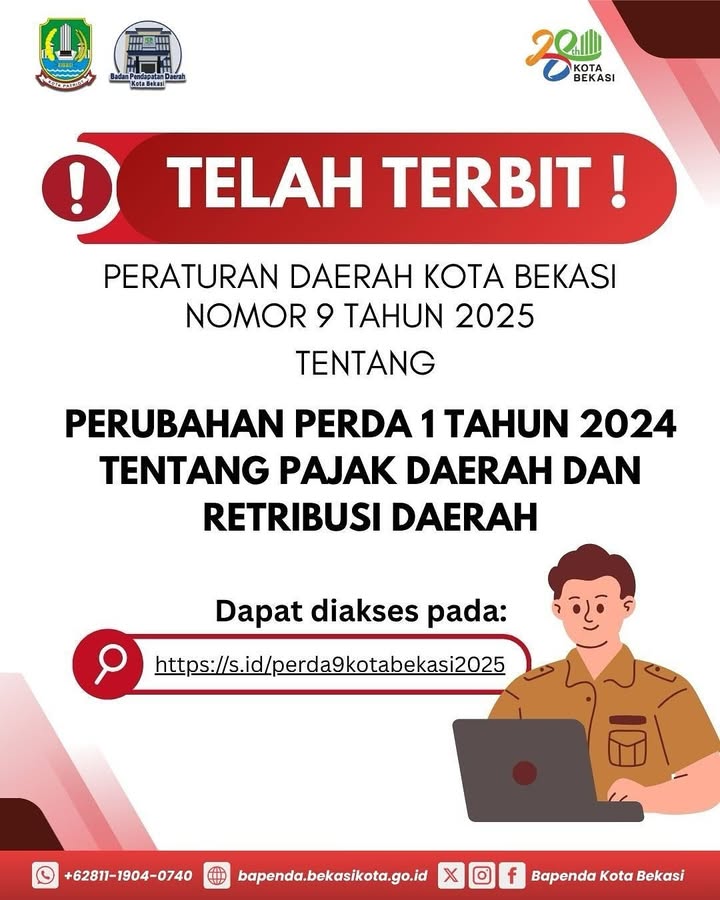 BEKASI
KOTA PATRIOT
Badan Pendapatan Daerah
Kota Bekasi
28th
KOTA
BEKASI
! TELAH TERBIT !
PERATURAN DAERAH KOTA BEKASI
NOMOR 9 TAHUN 2025
TENTANG
PERUBAHAN PERDA 1 TAHUN 2024
TENTANG PAJAK DAERAH DAN
RETRIBUSI DAERAH
Dapat diakses pada:
https://s.id/perda9kotabekasi2025
+62811-1904-0740 bapenda.bekasikota.go.id Bapenda Kota Bekasi